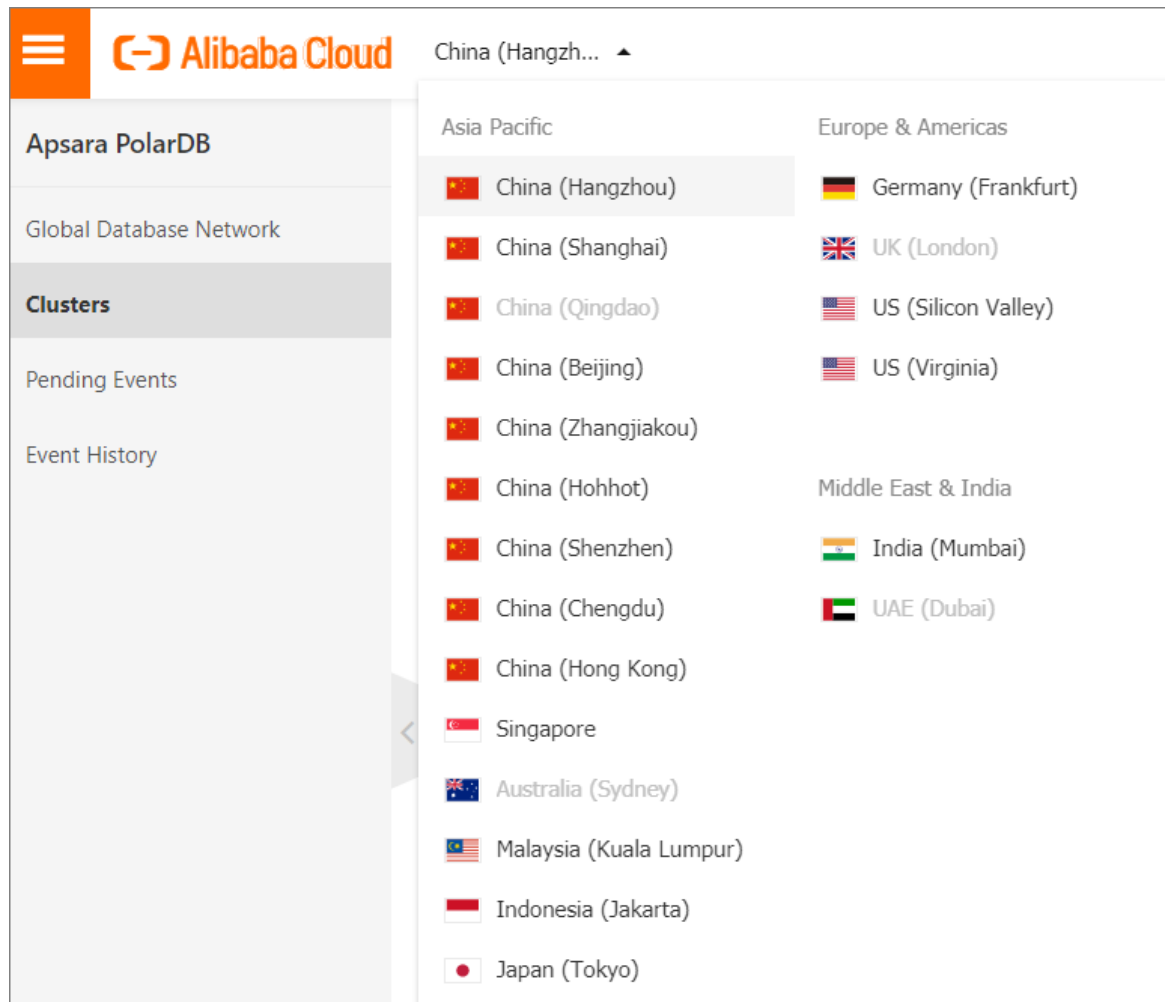 Alibaba Cloud
China (Hangzh...
Apsara PolarDB
Global Database Network
Clusters
Pending Events
Event History
Asia Pacific
China (Hangzhou)
China (Shanghai)
China (Qingdao)
China (Beijing)
China (Zhangjiakou)
China (Hohhot)
China (Shenzhen)
China (Chengdu)
China (Hong Kong)
Singapore
Australia (Sydney)
Malaysia (Kuala Lumpur)
Indonesia (Jakarta)
Japan (Tokyo)
Europe & Americas
Germany (Frankfurt)
UK (London)
US (Silicon Valley)
US (Virginia)
Middle East & India
India (Mumbai)
UAE (Dubai)